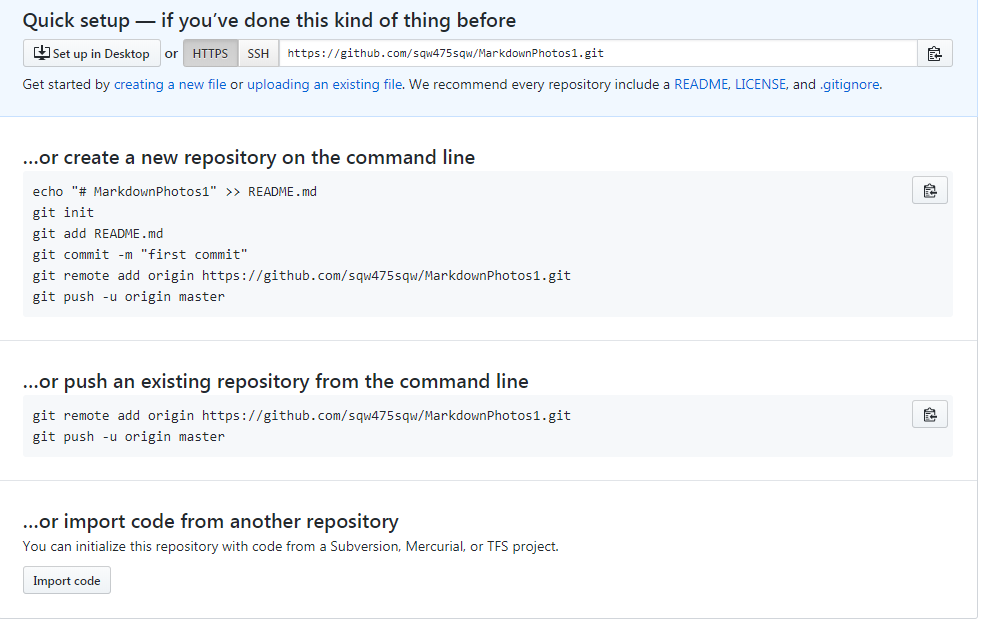 Quick setup — if you’ve done this kind of thing before
Set up in Desktop or HTTPS SSH https://github.com/sqw475sqw/MarkdownPhotos1.git
Get started by creating a new file or uploading an existing file. We recommend every repository include a README, LICENSE, and .gitignore.
…or create a new repository on the command line
echo "# MarkdownPhotos1" >> README.md
git init
git add README.md
git commit -m "first commit"
git remote add origin https://github.com/sqw475sqw/MarkdownPhotos1.git
git push -u origin master
…or push an existing repository from the command line
git remote add origin https://github.com/sqw475sqw/MarkdownPhotos1.git
git push -u origin master
…or import code from another repository
You can initialize this repository with code from a Subversion, Mercurial, or TFS project.
Import code